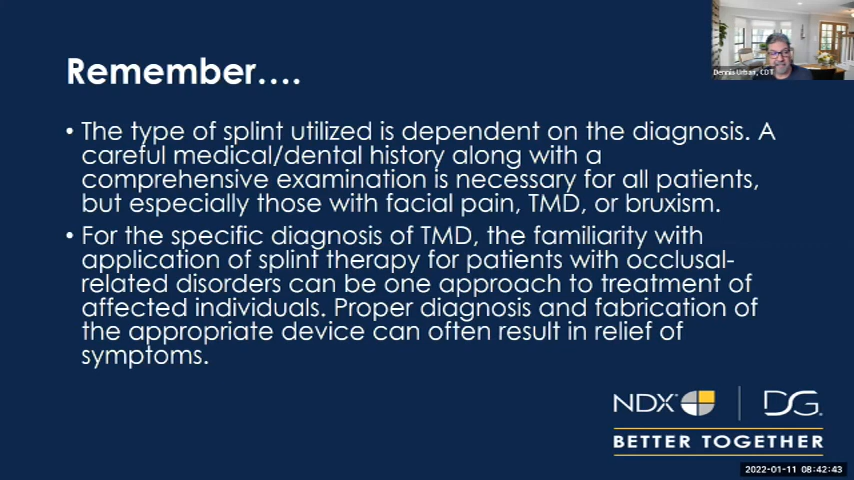 Remember....
• The type of splint utilized is dependent on the diagnosis. A
careful medical/dental history along with a
comprehensive examination is necessary for all patients,
but especially those with facial pain, TMD, or bruxism.
• For the specific diagnosis of TMD, the familiarity with
application of splint therapy for patients with occlusal-
related disorders can be one approach to treatment of
affected individuals. Proper diagnosis and fabrication of
the appropriate device can often result in relief of
symptoms.
Dennis Urban, CDT
NDX DG
BETTER TOGETHER
2022-01-11 08:42:43